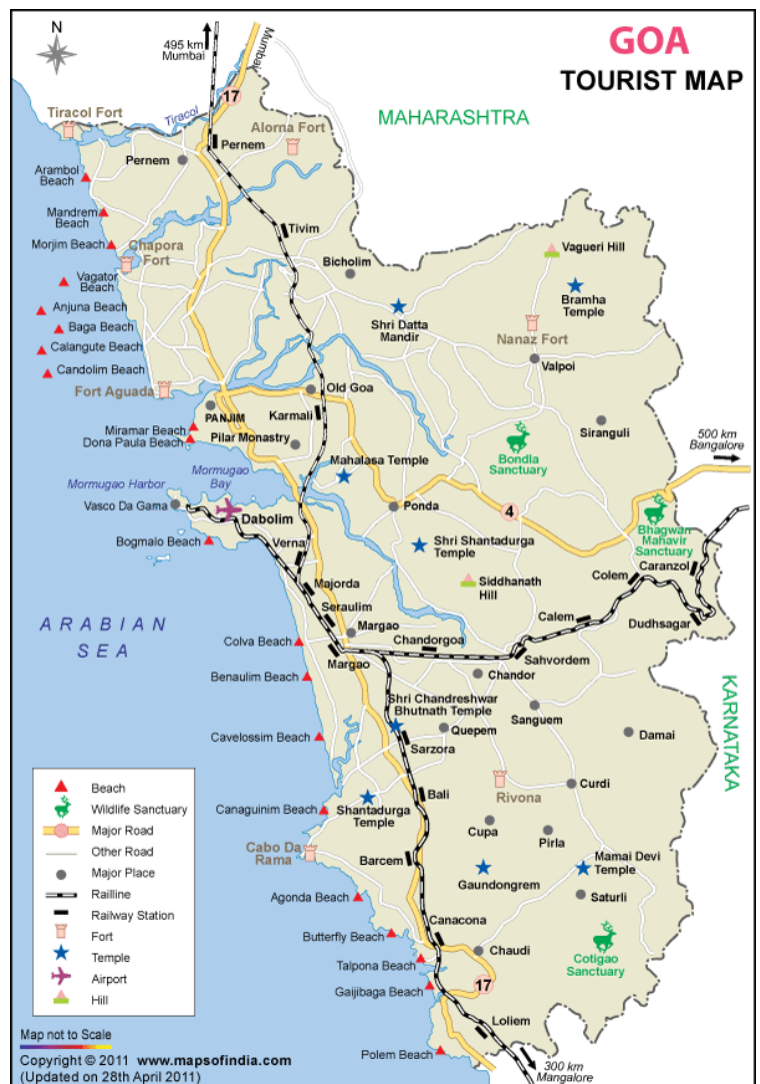 GOA
TOURIST MAP
N
495 km
Mumbai
Mumbai
17
Tiracol Fort
Tiracol
Alorna Fort
MAHARASHTRA
Pernem
Pernem
Arambol
Beach
Mandrem
Beach
Tivim
Morjim Beach
Chapora
Fort
Vagueri Hill
Bicholim
Vagator
Beach
Bramha
Temple
Anjuna Beach
Shri Datta
Mandir
Baga Beach
Nanaz Fort
Calangute Beach
Valpoi
Candolim Beach
Fort Aguada
Old Goa
PANJIM
Karmali
Miramar Beach
Dona Paula Beach
Pilar Monastry
Siranguli
500 km
Bangalore
Bondla
Sanctuary
Mahalasa Temple
Mormugao
Bay
Mormugao Harbor
Vasco Da Gama
Dabolim
Ponda
4
Bhagwan
Mahavir
Sanctuary
Bogmalo Beach
Verna
Shri Shantadurga
Temple
Caranzol
Colem
Majorda
Siddhanath
Hill
Seraulim
Calem
Dudhsagar
ARABIAN
SEA
Margao
Colva Beach
Chandorgoa
Margao
Sahvordem
Benaulim Beach
Chandor
KARNATAKA
Shri Chandreshwar
Bhutnath Temple
Sanguem
Quepem
Cavelossim Beach
Damai
Sarzora
Beach
Wildlife Sanctuary
Major Road
Other Road
Major Place
Railline
Railway Station
Fort
Temple
Airport
Hill
Bali
Rivona
Curdi
Canaguinim Beach
Shantadurga
Temple
Cupa
Pirla
Cabo Da
Rama
Barcem
Mamai Devi
Temple
Gaundongrem
Agonda Beach
Saturli
Canacona
Butterfly Beach
Chaudi
Cotigao
Sanctuary
Talpona Beach
Gaijibaga Beach
17
Loliem
Polem Beach
300 km
Mangalore
Map not to Scale
Copyright © 2011 www.mapsofindia.com
(Updated on 28th April 2011)